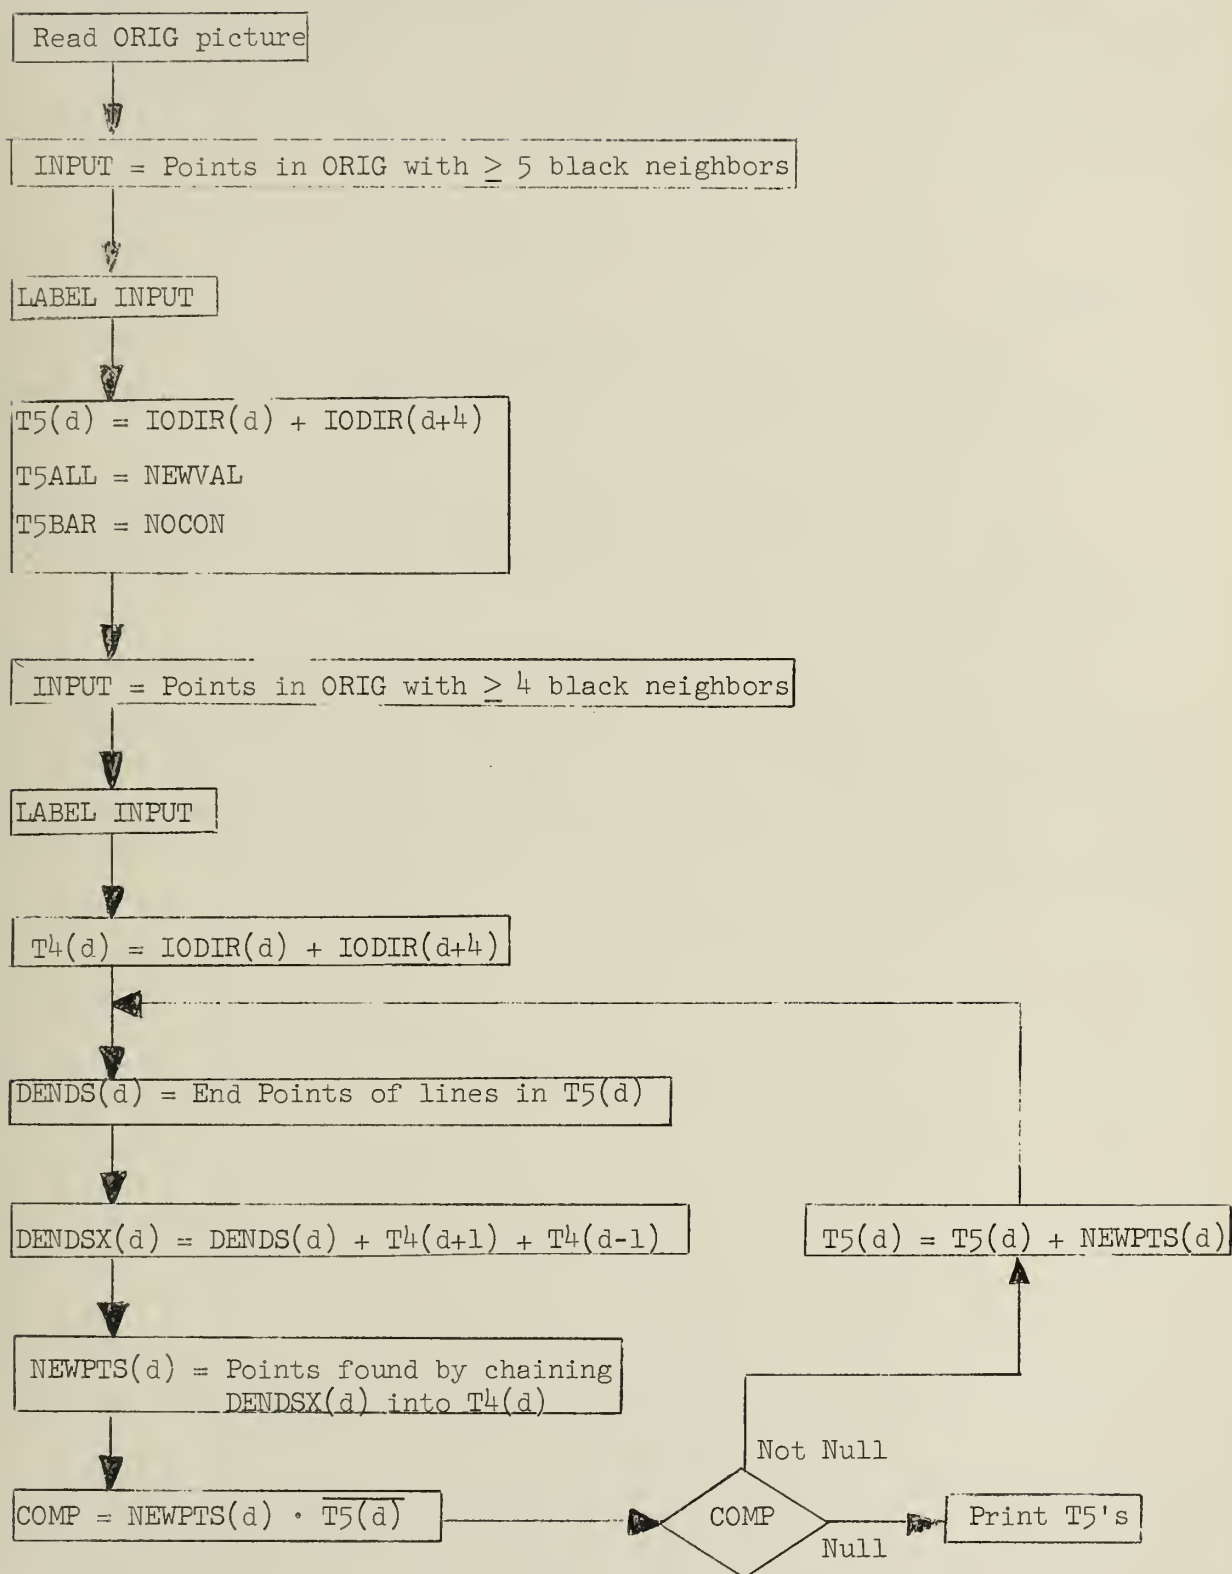 Read ORIG picture
INPUT = Points in ORIG with ≥ 5 black neighbors
LABEL INPUT
T5(d) = IODIR(d) + IODIR(d+4)
T5ALL = NEWVAL
T5BAR = NOCON
INPUT = Points in ORIG with ≥ 4 black neighbors
LABEL INPUT
T4(d) = IODIR(d) + IODIR(d+4)
DENDS(d) = End Points of lines in T5(d)
DENDSX(d) = DENDS(d) + T4(d+1) + T4(d-1)
T5(d) = T5(d) + NEWPTS(d)
NEWPTS(d) = Points found by chaining
DENDSX(d) into T4(d)
Not Null
COMP = NEWPTS(d) · T̅5̅(̅d̅)̅
COMP
Print T5's
Null